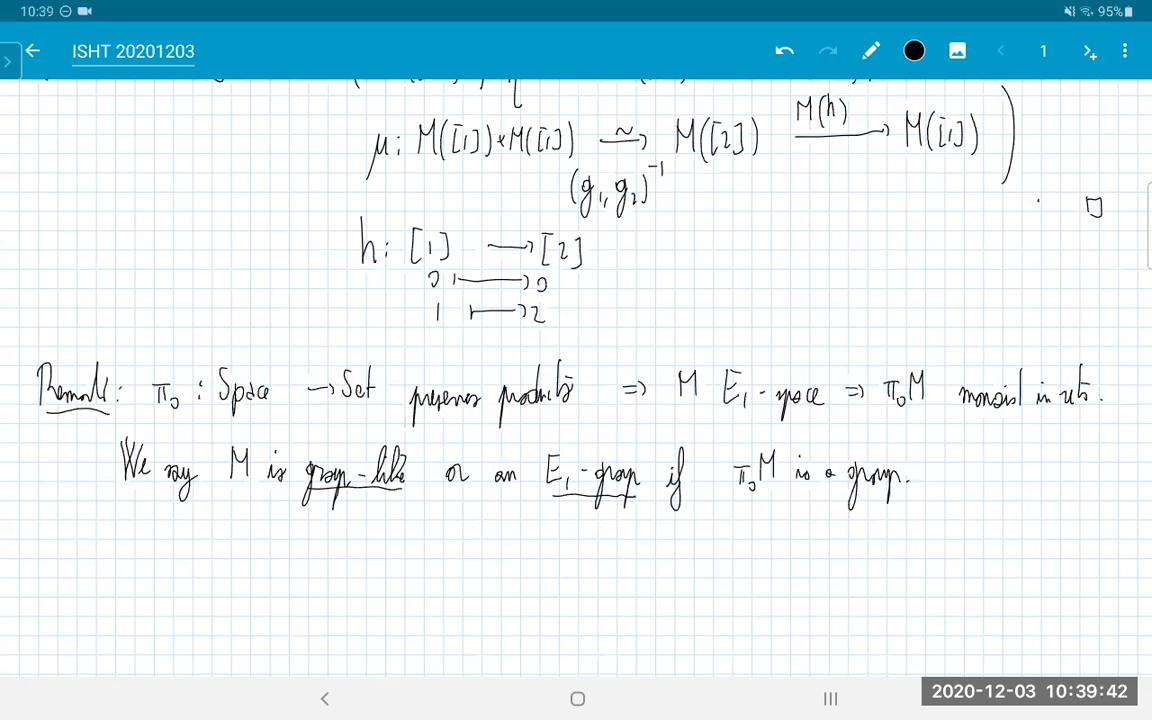 10:39
95%
ISHT 20201203
1
μ: M([1])×M([1]) ~→ M([2]) M(h)→ M([1])
(g₁, g₂)⁻¹
□
h: [1] → [2]
0 ↦ 0
1 ↦ 2
Remark: π₀ : Space → Set preserves products ⇒ M E₁-space ⇒ π₀M monoid in sets.
We say M is group-like or an E₁-group if π₀M is a group.
2020-12-03 10:39:42